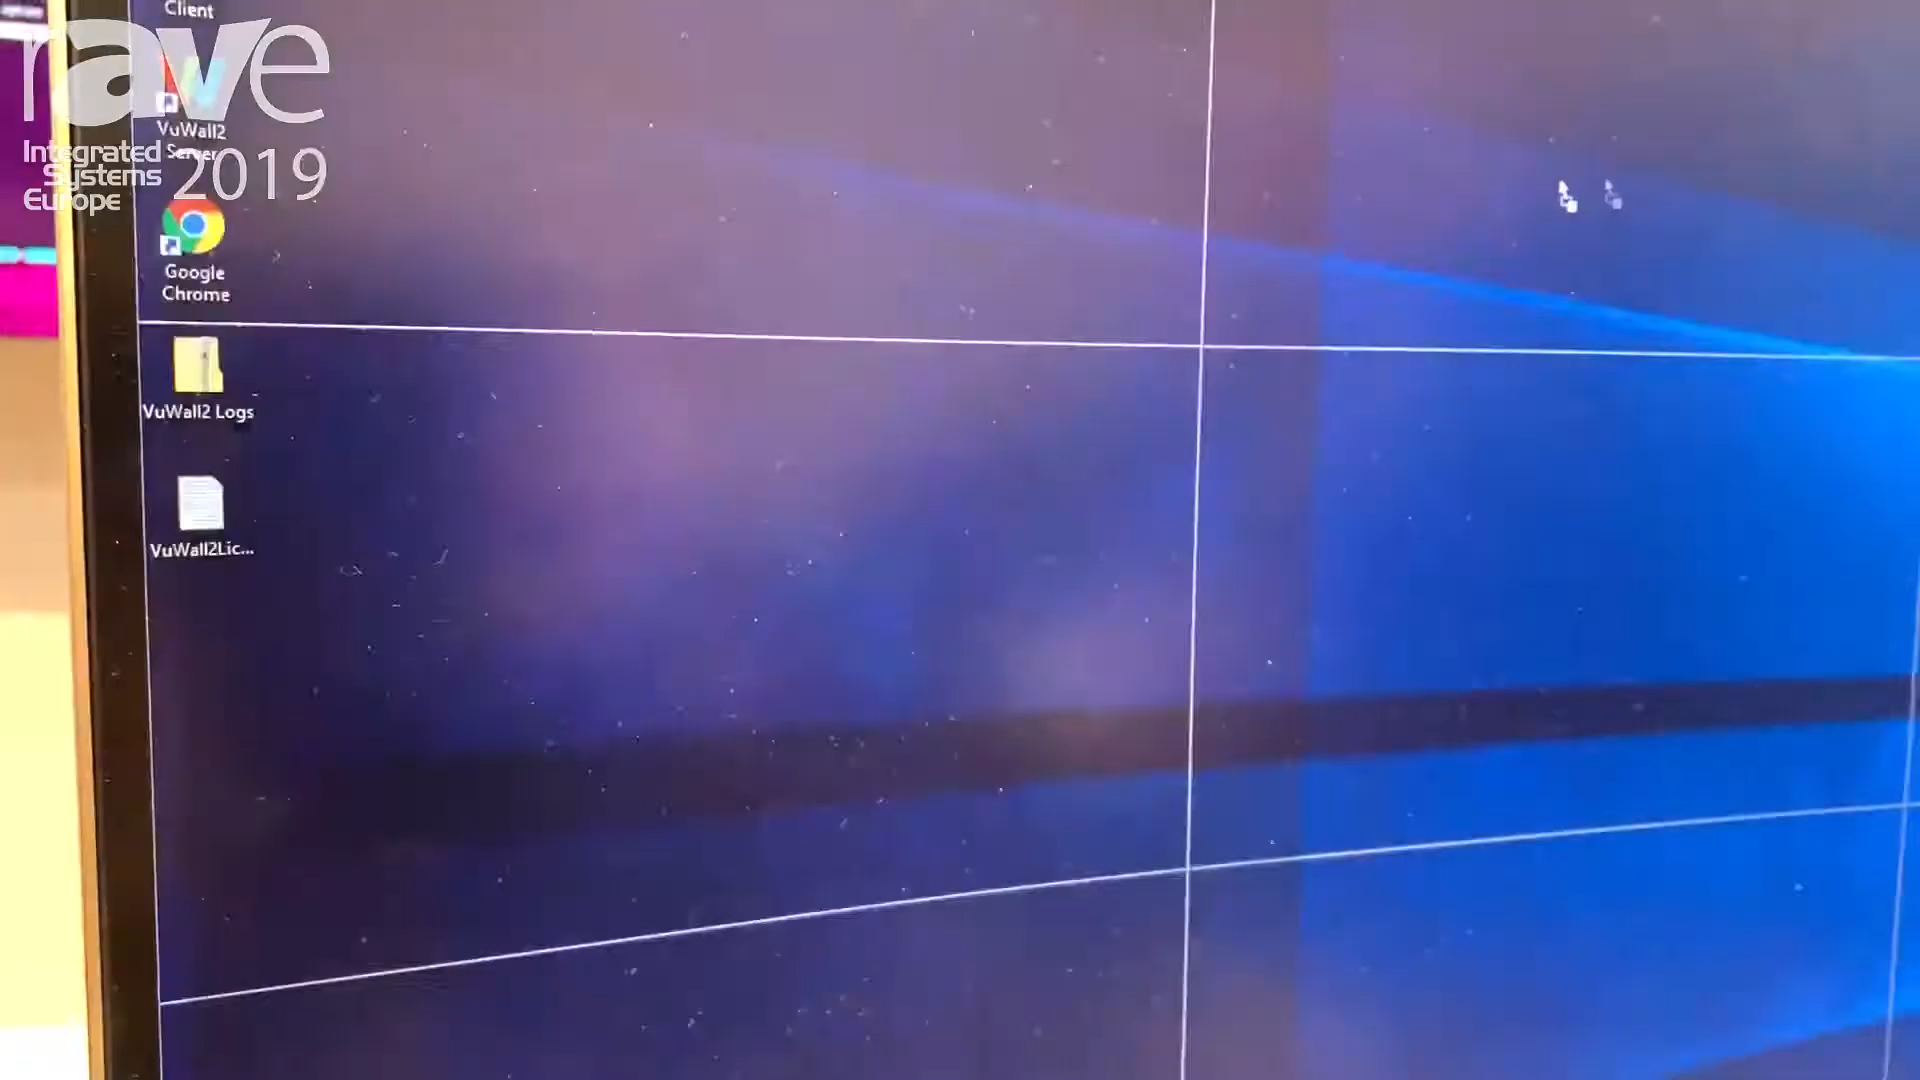 Client
rave
VuWall2
Server
Integrated
Systems
Europe
2019
Google
Chrome
VuWall2 Logs
VuWall2Lic...